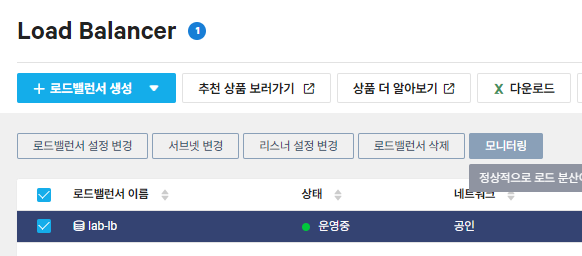 Load Balancer 1
+ 로드밸런서 생성
추천 상품 보러가기
상품 더 알아보기
X 다운로드
로드밸런서 설정 변경
서브넷 변경
리스너 설정 변경
로드밸런서 삭제
모니터링
정상적으로 로드 분산이
로드밸런서 이름
상태
네트워크
lab-lb
운영중
공인